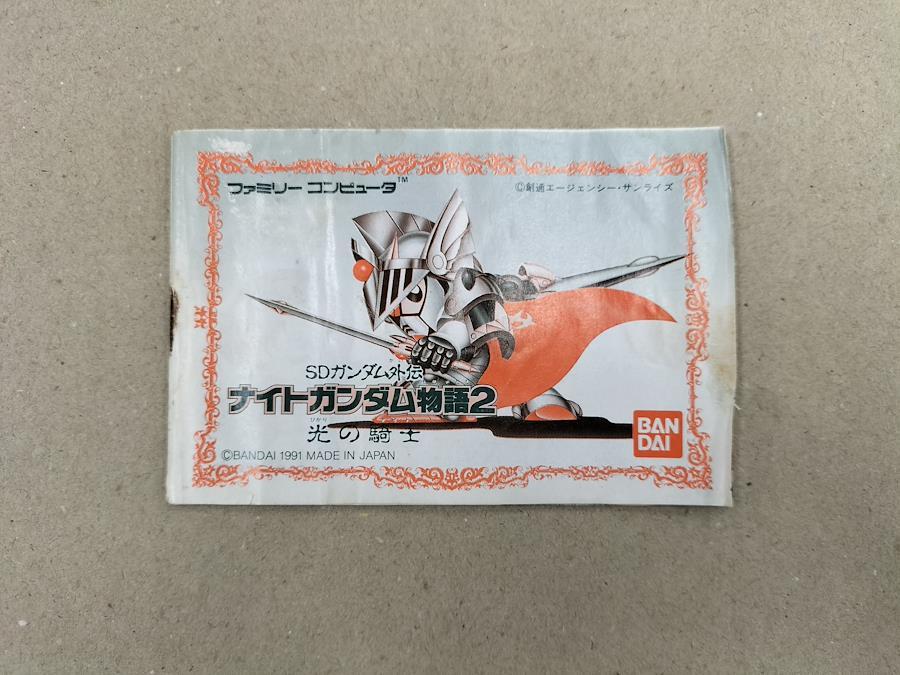 ファミリー コンピュータ™
©創通エージェンシー・サンライズ
SDガンダム外伝
ナイトガンダム物語2
ひかり
光の騎士
©BANDAI 1991 MADE IN JAPAN
BAN
DAI